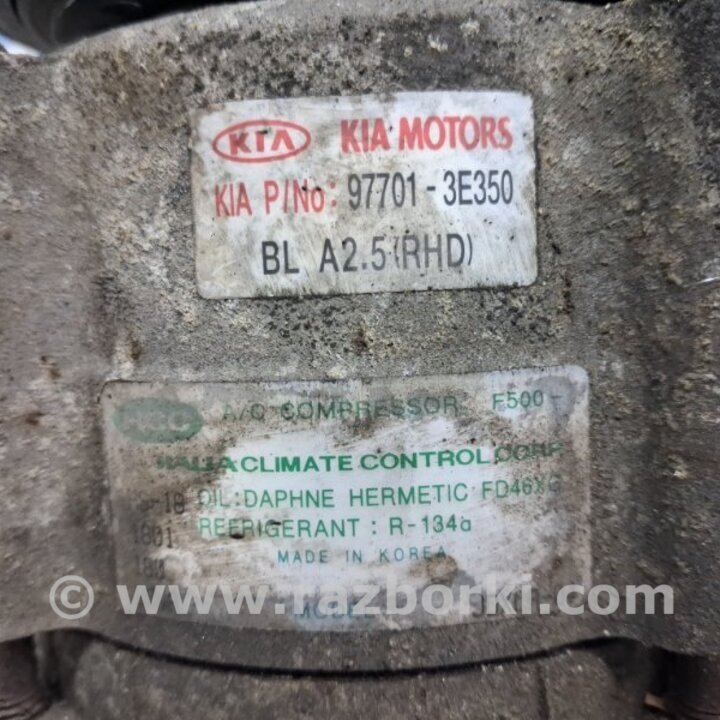 KIA KIA MOTORS
KIA P/No: 97701-3E350
BL A2.5(RHD)
A/C COMPRESSOR F500-
CLIMATE CONTROL CORP
OIL: DAPHNE HERMETIC FD46XG
REFRIGERANT : R-134a
MADE IN KOREA
© www.razborki.com
MODEL